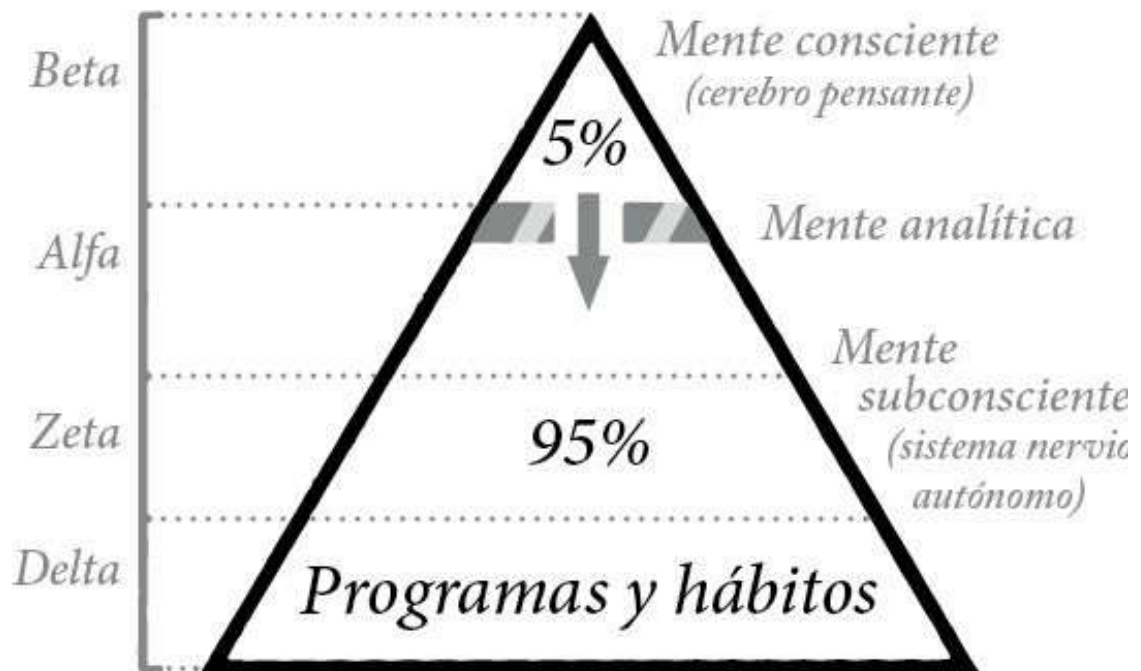 Beta
Mente consciente
(cerebro pensante)
5%
Mente analítica
Alfa
Mente
subconsciente
Zeta
95%
(sistema nervio
autónomo)
Delta
Programas y hábitos